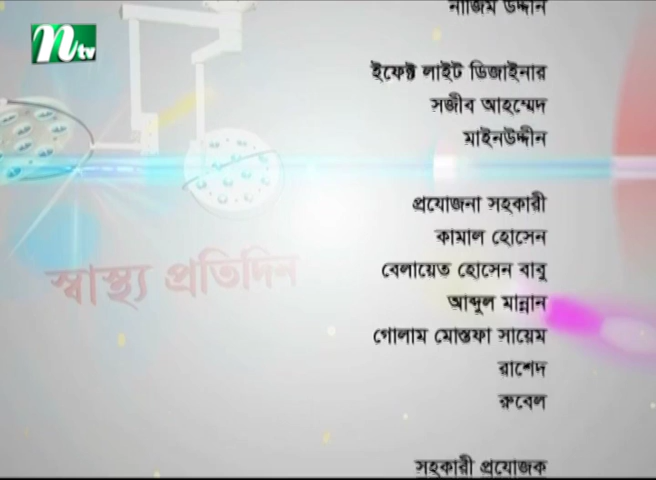 ntv
নাজিম উদ্দীন
ইফেক্ট লাইট ডিজাইনার
সজীব আহম্মেদ
মাইনউদ্দীন
প্রযোজনা সহকারী
কামাল হোসেন
বেলায়েত হোসেন বাবু
আব্দুল মান্নান
গোলাম মোস্তফা সায়েম
রাশেদ
রুবেল
সহকারী প্রযোজক
স্বাস্থ্য প্রতিদিন